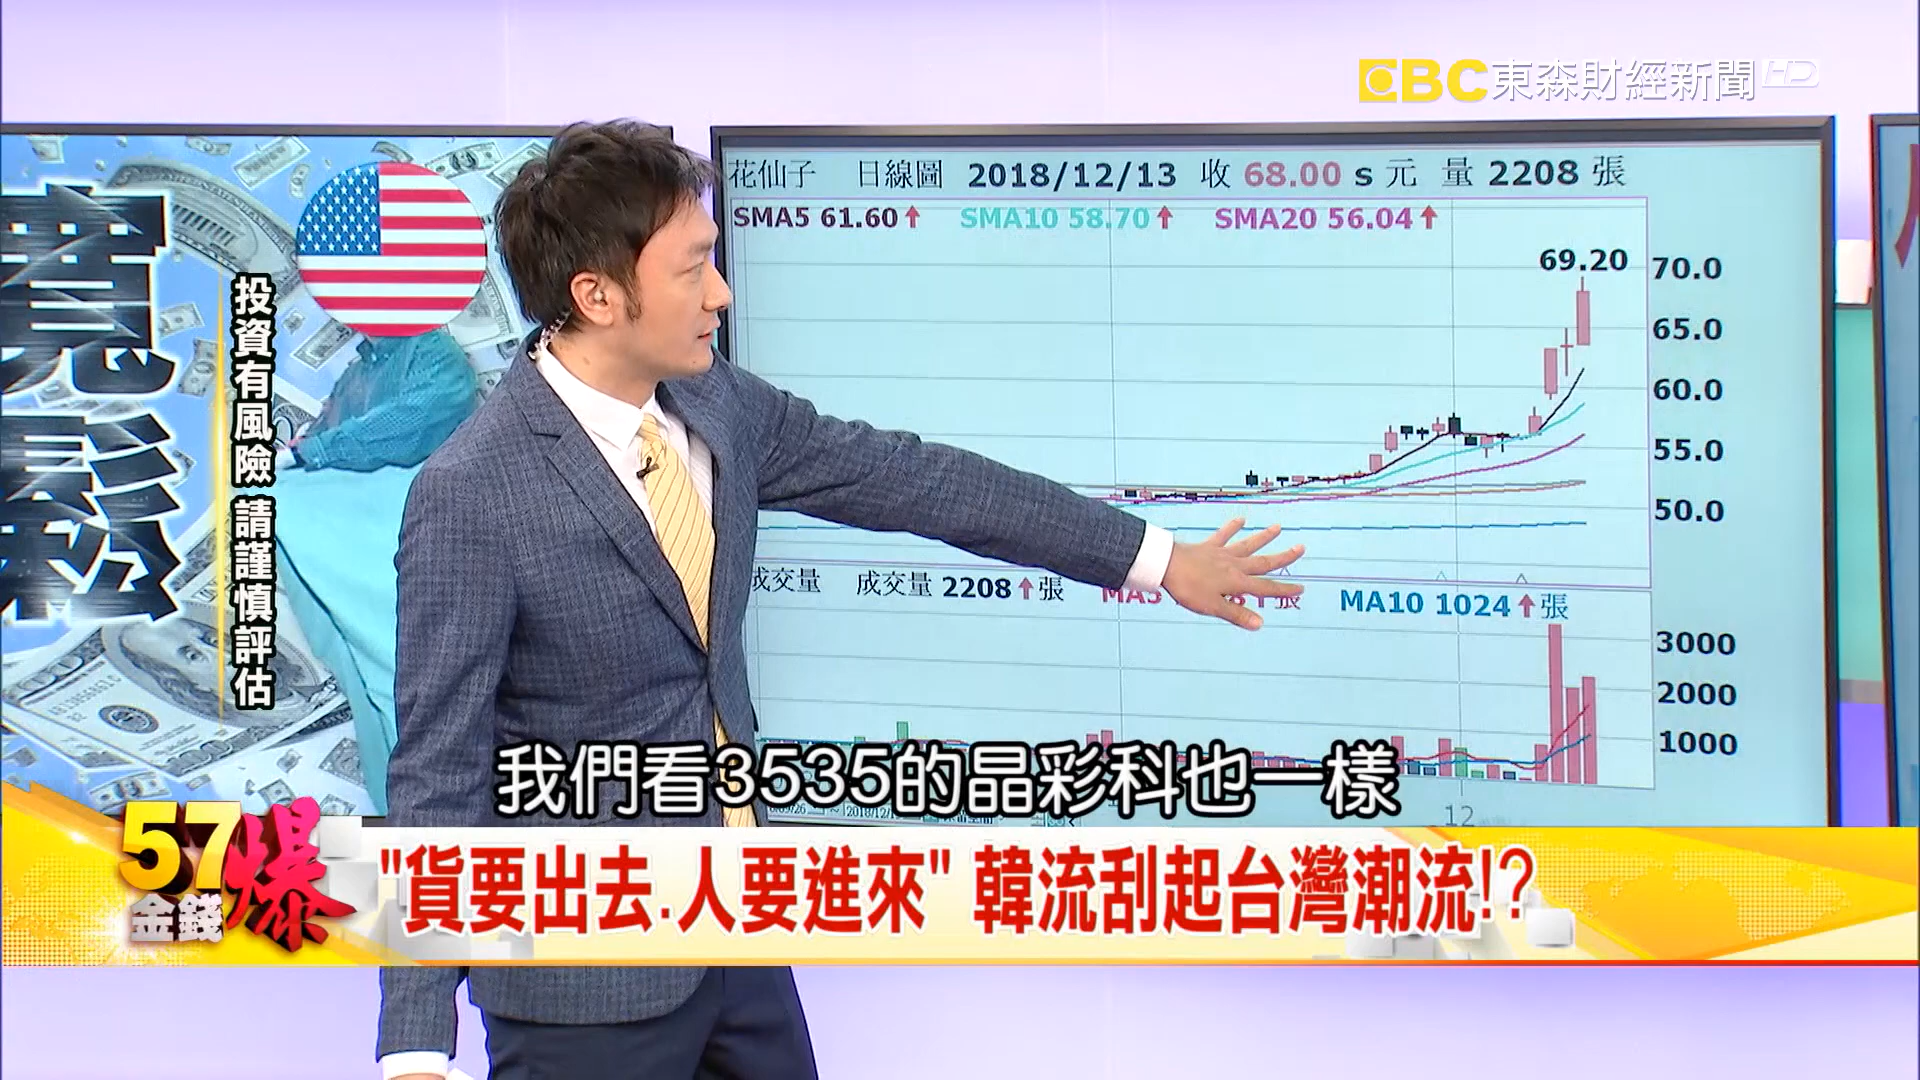 EBC東森財經新聞HD
花仙子 日線圖 2018/12/13 收 68.00 s 元 量 2208 張
SMA5 61.60↑ SMA10 58.70↑ SMA20 56.04↑
69.20
70.0
65.0
60.0
55.0
50.0
成交量 成交量 2208↑張 MA10 1024↑張
3000
2000
1000
12
投資有風險 請謹慎評估
我們看3535的晶彩科也一樣
57金錢爆
"貨要出去.人要進來" 韓流刮起台灣潮流!?